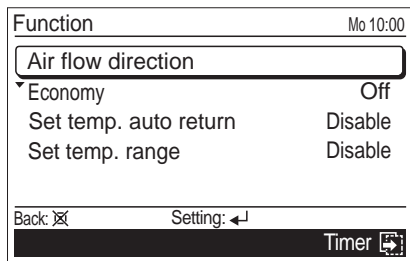 Function Mo 10:00
Air flow direction
Economy Off
Set temp. auto return Disable
Set temp. range Disable
Back: Setting:
Timer